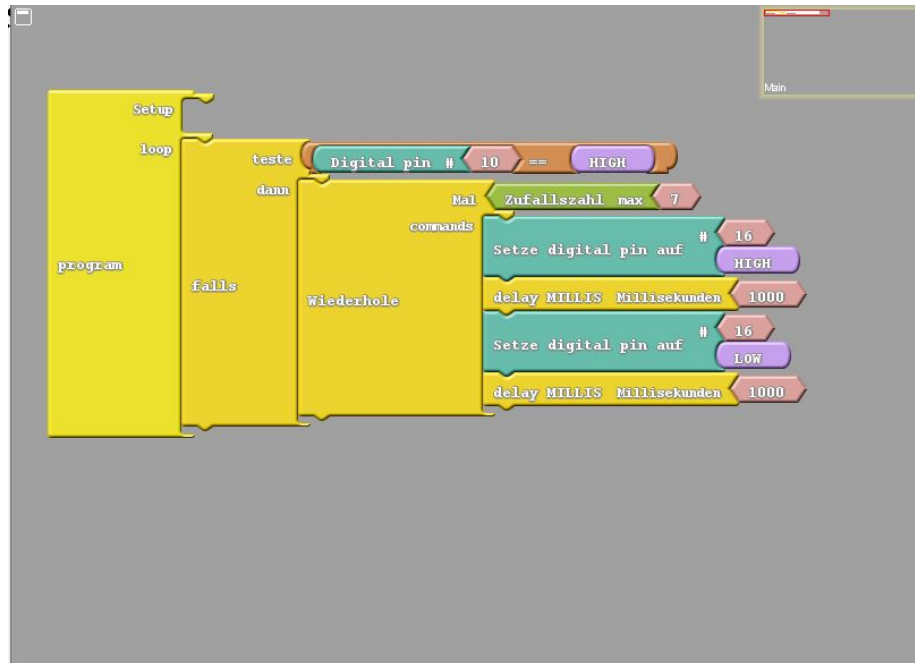 Main
Setup
loop
teste Digital pin # 10 == HIGH
dann
Mal Zufallszahl max 7
commands
Setze digital pin auf # 16
HIGH
program
falls
Wiederhole
delay MILLIS Millisekunden 1000
Setze digital pin auf # 16
LOW
delay MILLIS Millisekunden 1000